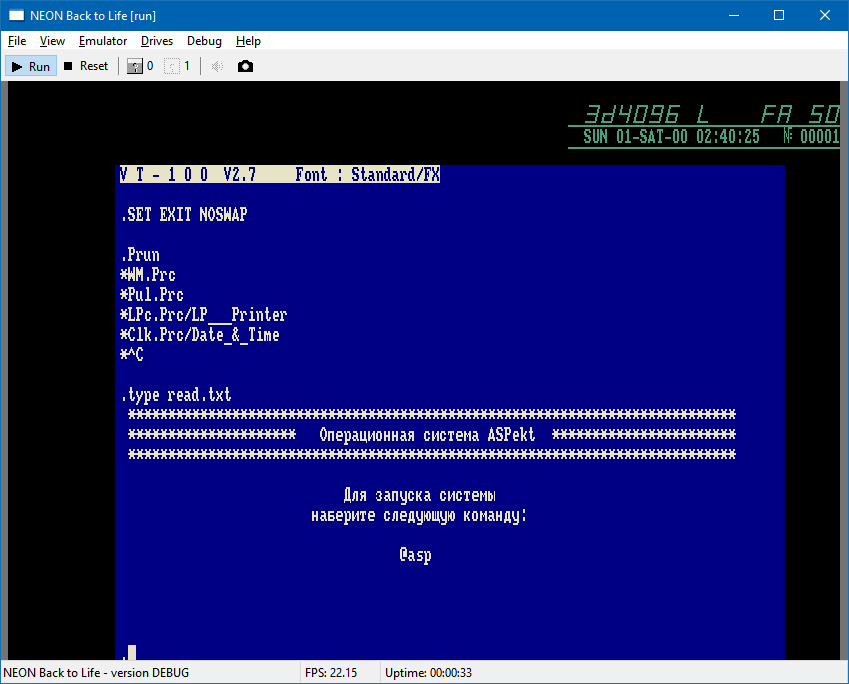 NEON Back to Life [run]
File View Emulator Drives Debug Help
Run Reset 0 1
3d4096 L FA 50
SUN 01-SAT-00 02:40:25 № 00001
V T - 1 0 0 V2.7 Font : Standard/FX
.SET EXIT NOSWAP
.Prun
*WM.Prc
*Pul.Prc
*LPc.Prc/LP___Printer
*Clk.Prc/Date_&_Time
*^C
.type read.txt
****************************************************************************
********************* Операционная система ASPekt ***********************
****************************************************************************
Для запуска системы
наберите следующую команду:
@asp
.
NEON Back to Life - version DEBUG FPS: 22.15 Uptime: 00:00:33